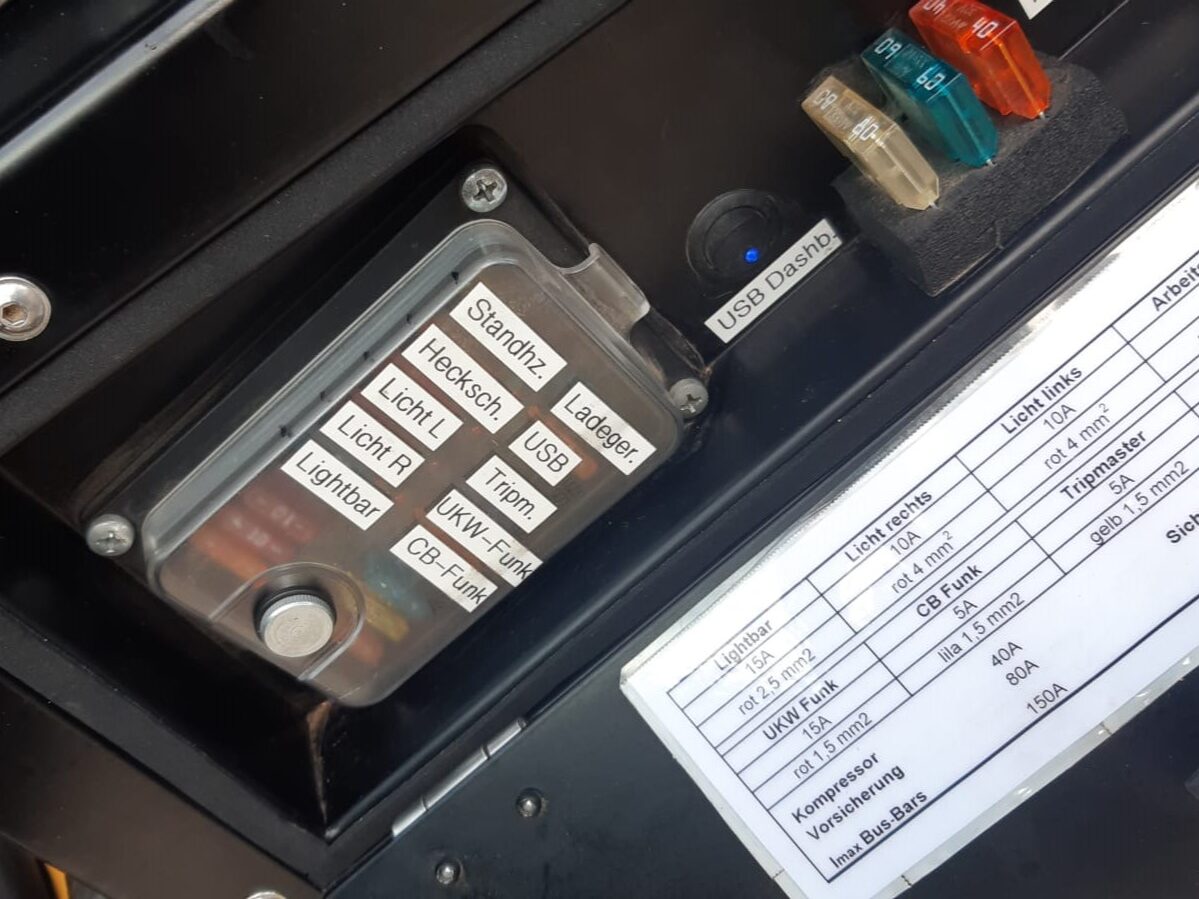 40
40
60
60
80
80
USB Dashb.
Standhz.
Hecksch.
Licht L
Licht R
Lightbar
Ladeger.
USB
Tripm.
UKW-Funk
CB-Funk
Lightbar
15A
rot 2,5 mm2
Licht rechts
10A
rot 4 mm²
Licht links
10A
rot 4 mm²
UKW Funk
15A
rot 1,5 mm2
CB Funk
5A
lila 1,5 mm2
Tripmaster
5A
gelb 1,5 mm2
Kompressor 40A
Vorsicherung 80A
Imax Bus-Bars 150A